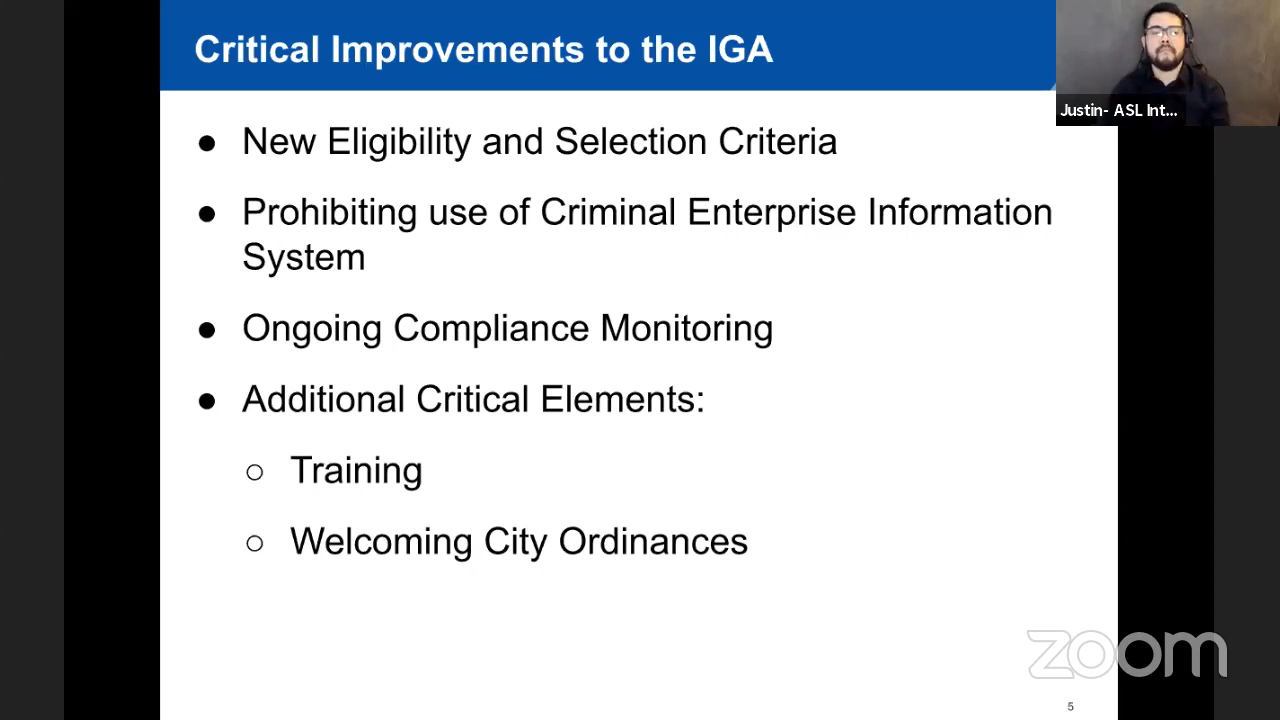 Critical Improvements to the IGA
Justin- ASL Int...
● New Eligibility and Selection Criteria
● Prohibiting use of Criminal Enterprise Information
System
● Ongoing Compliance Monitoring
● Additional Critical Elements:
○ Training
○ Welcoming City Ordinances
zoom
5